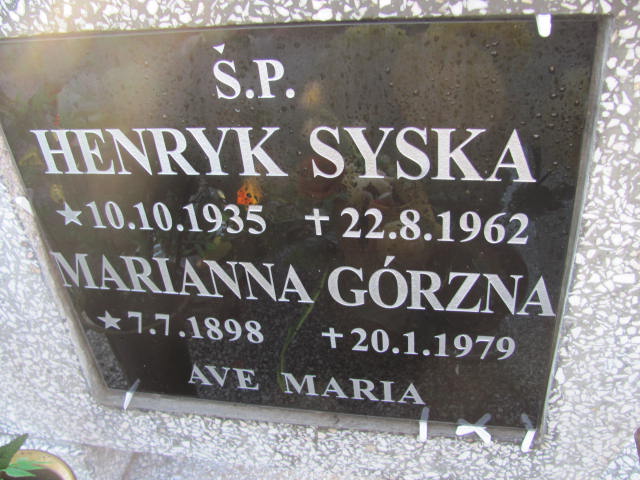 Ś.P.
HENRYK SYSKA
★10.10.1935 ✝22.8.1962
MARIANNA GÓRZNA
★7.7.1898 ✝20.1.1979
AVE MARIA